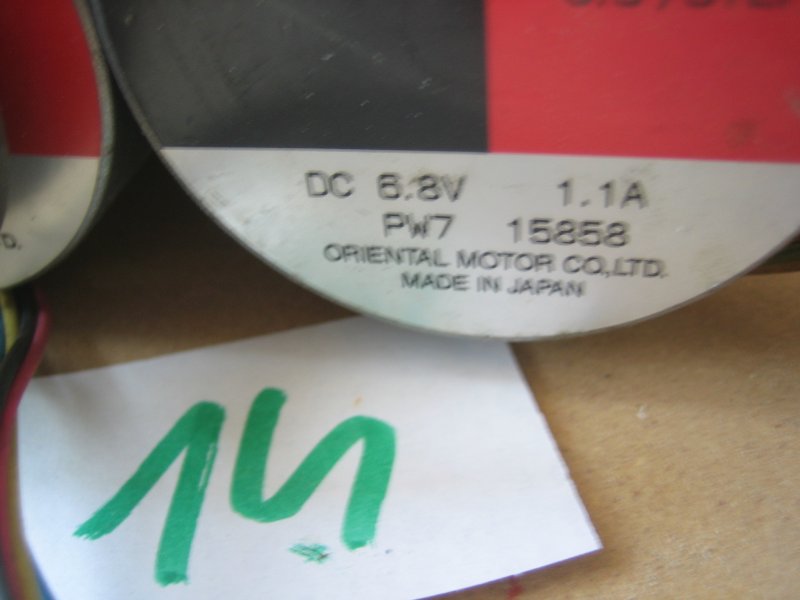 DC 6.8V 1.1A
PW7 15858
ORIENTAL MOTOR CO.,LTD.
MADE IN JAPAN
14